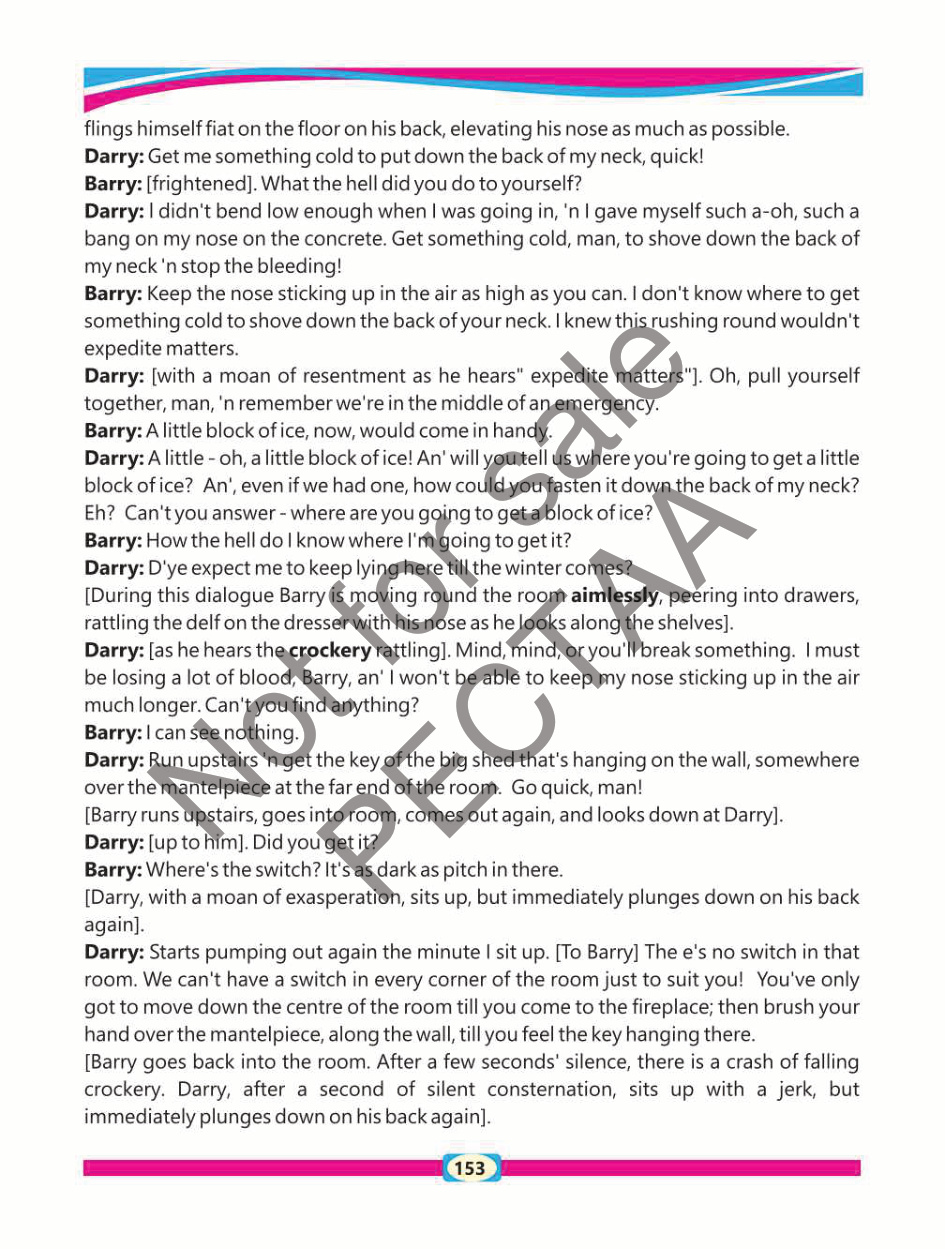 flings himself fiat on the floor on his back, elevating his nose as much as possible.
Darry: Get me something cold to put down the back of my neck, quick!
Barry: [frightened]. What the hell did you do to yourself?
Darry: I didn't bend low enough when I was going in, 'n I gave myself such a-oh, such a
bang on my nose on the concrete. Get something cold, man, to shove down the back of
my neck 'n stop the bleeding!
Barry: Keep the nose sticking up in the air as high as you can. I don't know where to get
something cold to shove down the back of your neck. I knew this rushing round wouldn't
expedite matters.
Darry: [with a moan of resentment as he hears" expedite matters"]. Oh, pull yourself
together, man, 'n remember we're in the middle of an emergency.
Barry: A little block of ice, now, would come in handy.
Darry: A little - oh, a little block of ice! An' will you tell us where you're going to get a little
block of ice? An', even if we had one, how could you fasten it down the back of my neck?
Eh? Can't you answer - where are you going to get a block of ice?
Barry: How the hell do I know where I'm going to get it?
Darry: D'ye expect me to keep lying here till the winter comes?
[During this dialogue Barry is moving round the room aimlessly, peering into drawers,
rattling the delf on the dresser with his nose as he looks along the shelves].
Darry: [as he hears the crockery rattling]. Mind, mind, or you'll break something. I must
be losing a lot of blood, Barry, an' I won't be able to keep my nose sticking up in the air
much longer. Can't you find anything?
Barry: I can see nothing.
Darry: Run upstairs 'n get the key of the big shed that's hanging on the wall, somewhere
over the mantelpiece at the far end of the room. Go quick, man!
[Barry runs upstairs, goes into room, comes out again, and looks down at Darry].
Darry: [up to him]. Did you get it?
Barry: Where's the switch? It's as dark as pitch in there.
[Darry, with a moan of exasperation, sits up, but immediately plunges down on his back
again].
Darry: Starts pumping out again the minute I sit up. [To Barry] The e's no switch in that
room. We can't have a switch in every corner of the room just to suit you! You've only
got to move down the centre of the room till you come to the fireplace; then brush your
hand over the mantelpiece, along the wall, till you feel the key hanging there.
[Barry goes back into the room. After a few seconds' silence, there is a crash of falling
crockery. Darry, after a second of silent consternation, sits up with a jerk, but
immediately plunges down on his back again].
153
Not for sale
PECTAA